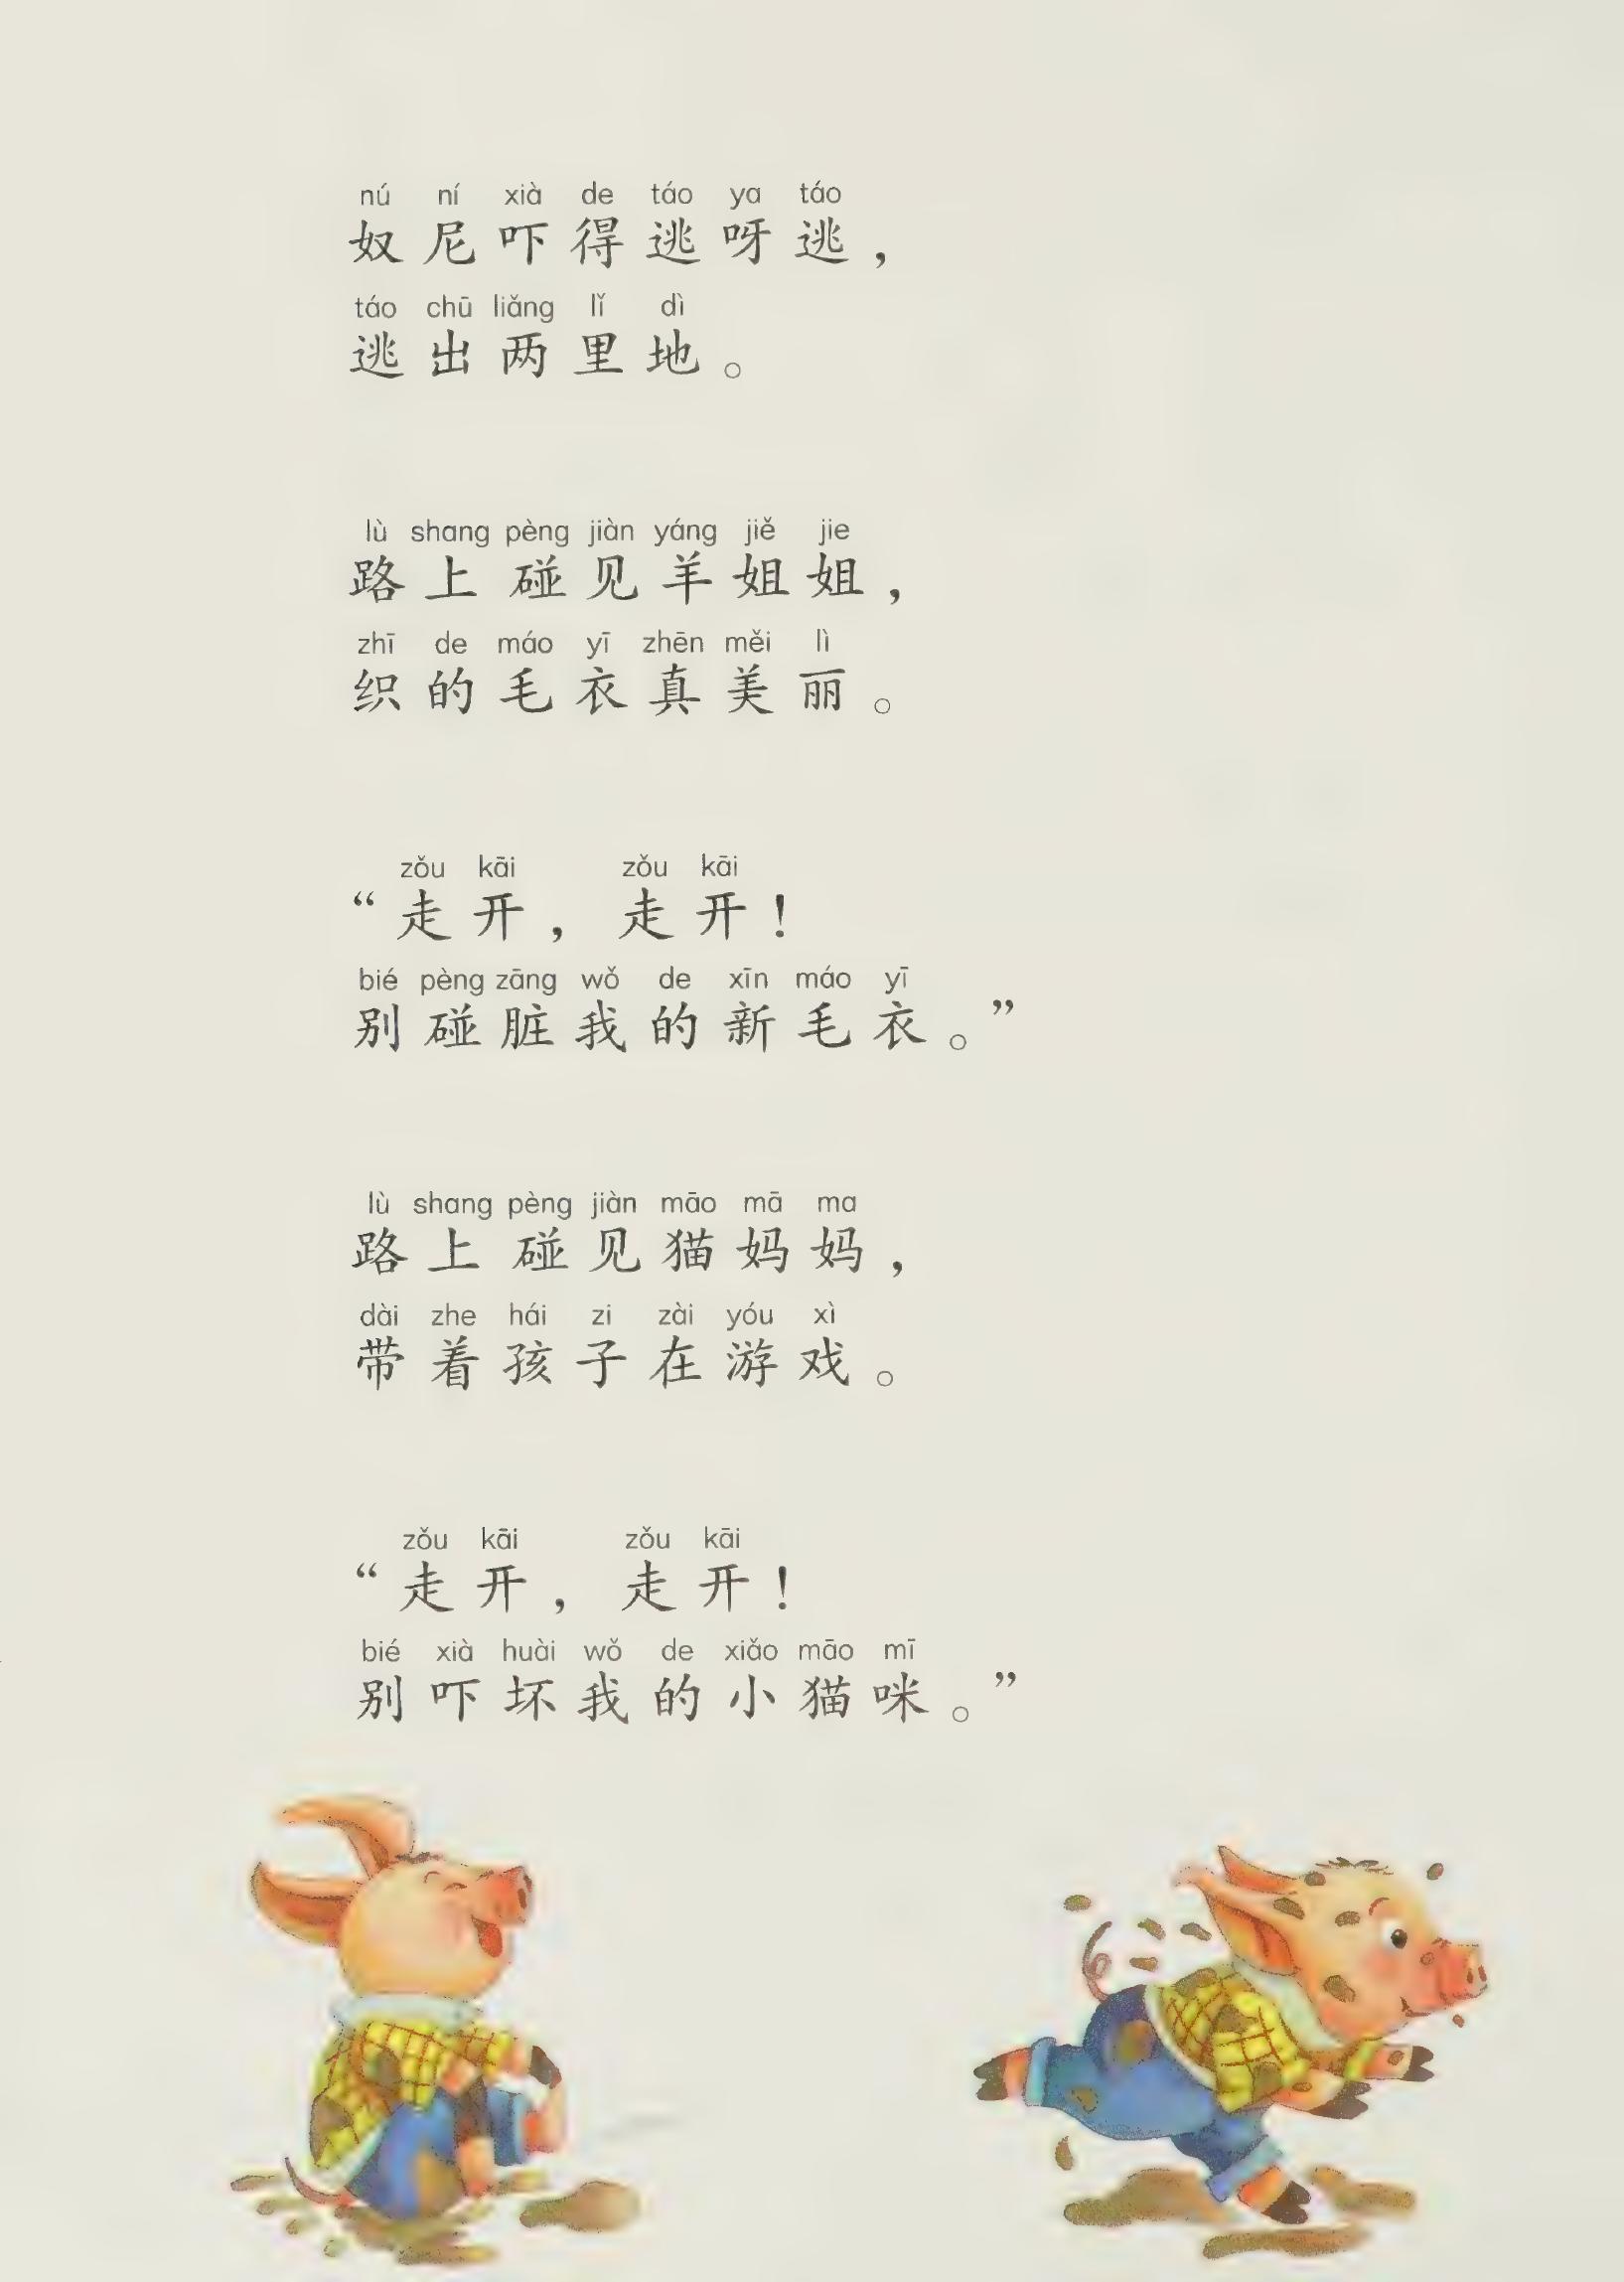 nú ní xià de táo ya táo
奴尼吓得逃呀逃，
táo chū liǎng lǐ dì
逃出两里地。
lù shang pèng jiàn yáng jiě jie
路上碰见羊姐姐，
zhī de máo yī zhēn měi lì
织的毛衣真美丽。
zǒu kāi zǒu kāi
“走开，走开！
bié pèng zāng wǒ de xīn máo yī
别碰脏我的新毛衣。”
lù shang pèng jiàn māo mā ma
路上碰见猫妈妈，
dài zhe hái zi zài yóu xì
带着孩子在游戏。
zǒu kāi zǒu kāi
“走开，走开！
bié xià huài wǒ de xiǎo māo mī
别吓坏我的小猫咪。”